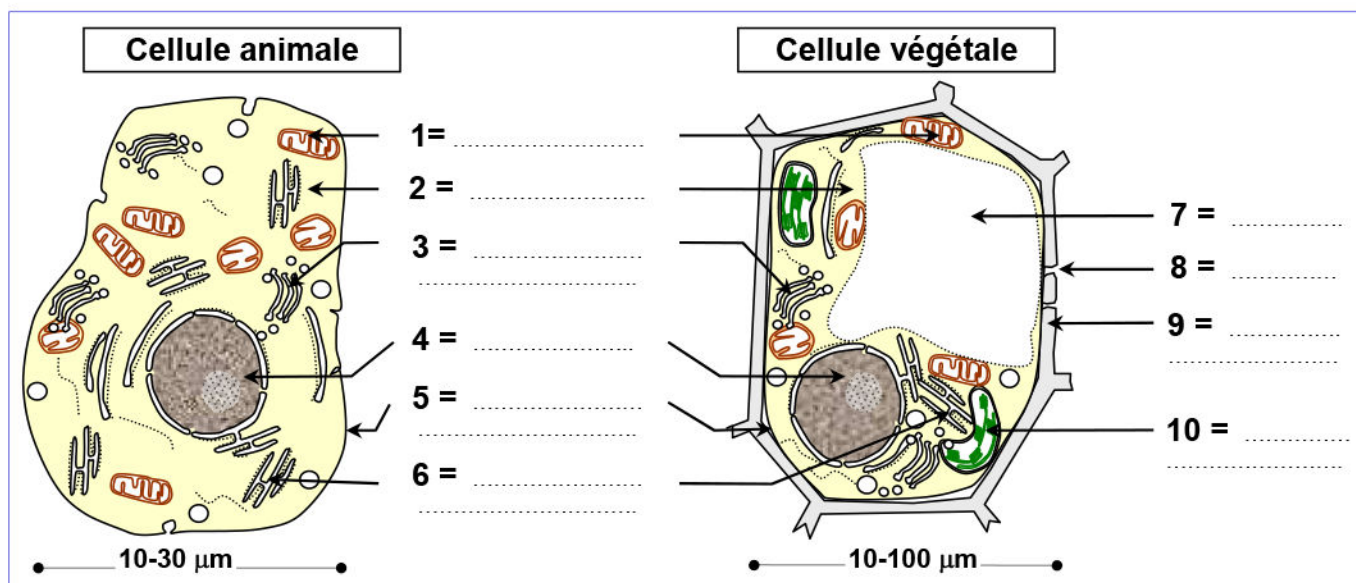 Cellule animale
Cellule végétale
1=
2 =
3 =
4 =
5 =
6 =
7 =
8 =
9 =
10 =
10-30 µm
10-100 µm